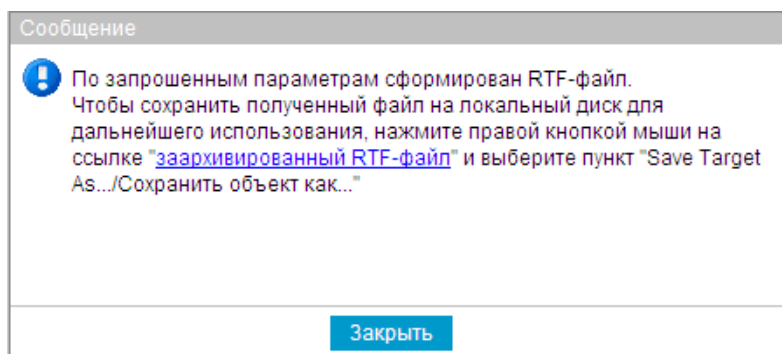 Сообщение
По запрошенным параметрам сформирован RTF-файл.
Чтобы сохранить полученный файл на локальный диск для
дальнейшего использования, нажмите правой кнопкой мыши на
ссылке "заархивированный RTF-файл" и выберите пункт "Save Target
As.../Сохранить объект как..."
Закрыть